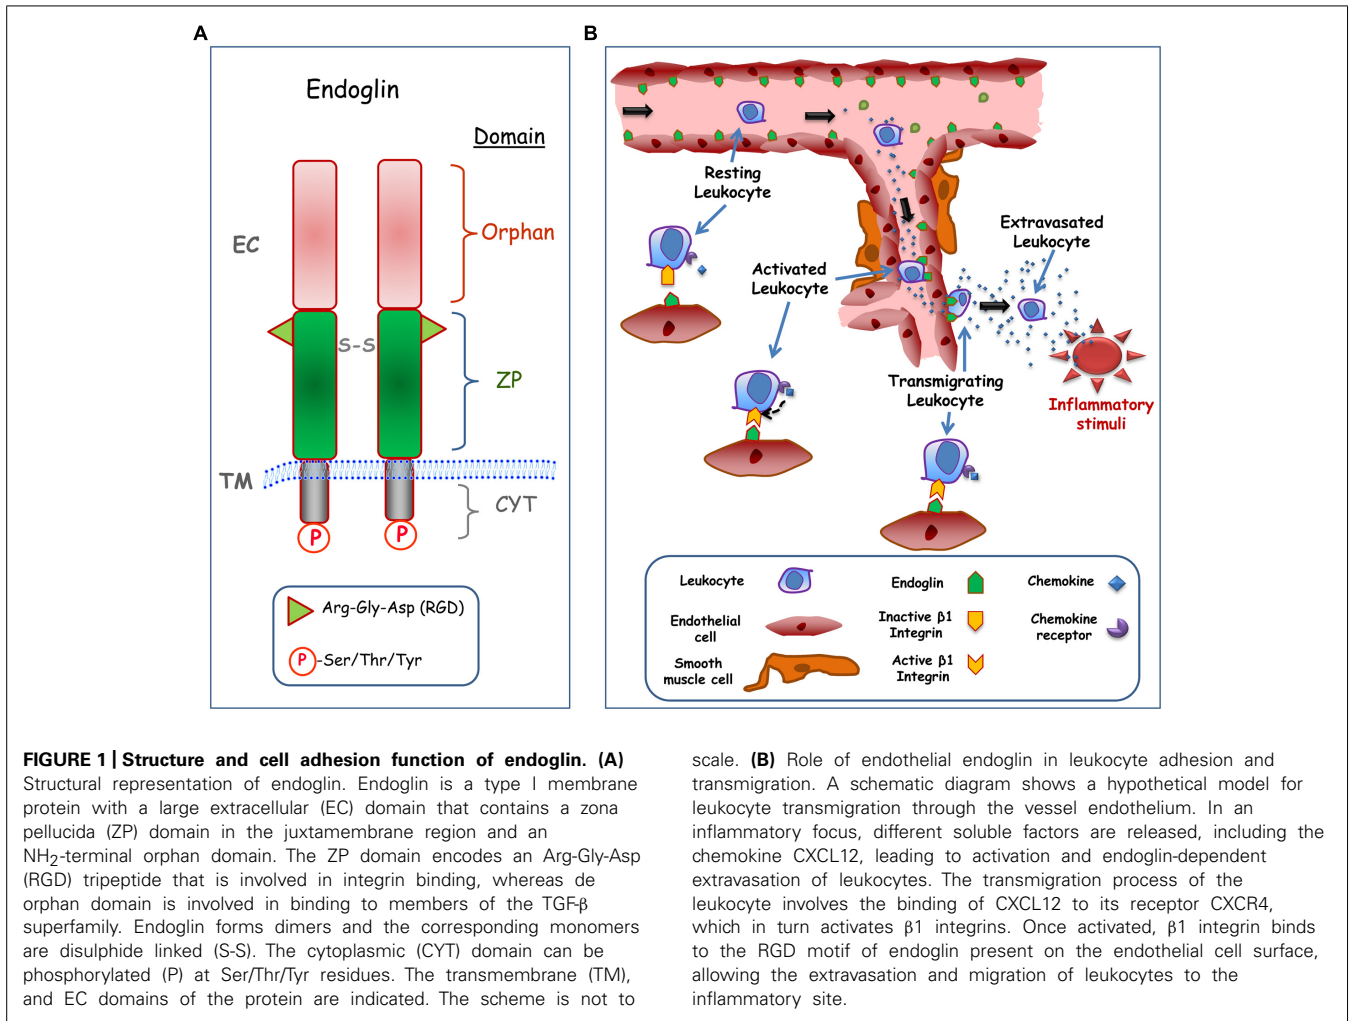 A
Endoglin
Domain
EC
Orphan
S-S
ZP
TM
CYT
P
P
Arg-Gly-Asp (RGD)
P -Ser/Thr/Tyr
B
Resting
Leukocyte
Extravasated
Leukocyte
Activated
Leukocyte
Transmigrating
Leukocyte
Inflammatory
stimuli
Leukocyte
Endoglin
Chemokine
Endothelial
cell
Inactive β1
Integrin
Chemokine
receptor
Smooth
muscle cell
Active β1
Integrin
FIGURE 1 | Structure and cell adhesion function of endoglin. (A)
Structural representation of endoglin. Endoglin is a type I membrane
protein with a large extracellular (EC) domain that contains a zona
pellucida (ZP) domain in the juxtamembrane region and an
NH2-terminal orphan domain. The ZP domain encodes an Arg-Gly-Asp
(RGD) tripeptide that is involved in integrin binding, whereas de
orphan domain is involved in binding to members of the TGF-β
superfamily. Endoglin forms dimers and the corresponding monomers
are disulphide linked (S-S). The cytoplasmic (CYT) domain can be
phosphorylated (P) at Ser/Thr/Tyr residues. The transmembrane (TM),
and EC domains of the protein are indicated. The scheme is not to
scale. (B) Role of endothelial endoglin in leukocyte adhesion and
transmigration. A schematic diagram shows a hypothetical model for
leukocyte transmigration through the vessel endothelium. In an
inflammatory focus, different soluble factors are released, including the
chemokine CXCL12, leading to activation and endoglin-dependent
extravasation of leukocytes. The transmigration process of the
leukocyte involves the binding of CXCL12 to its receptor CXCR4,
which in turn activates β1 integrins. Once activated, β1 integrin binds
to the RGD motif of endoglin present on the endothelial cell surface,
allowing the extravasation and migration of leukocytes to the
inflammatory site.